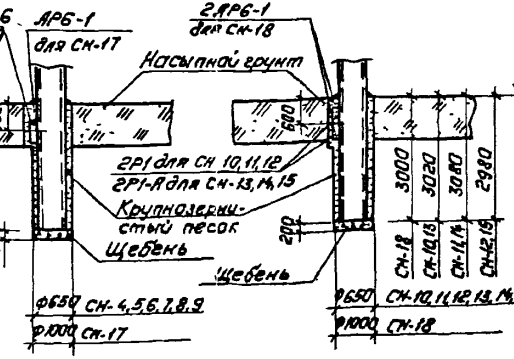 АРБ-1
для СН-17
2АРБ-1
для СН-18
Насыпной грунт
600
2Р1 для СН 10,11,12
2Р1-А для СН-13,14,15
Крупнозерни-
стый песок
Щебень
Щебень
200
3000
3020
3080
2980
СН-18
СН-10,13
СН-11,14
СН-12,15
Ф650 СН-4,5,6,7,8,9
Ф1000 СН-17
Ф650 СН-10,11,12,13,14,
Ф1000 СН-18